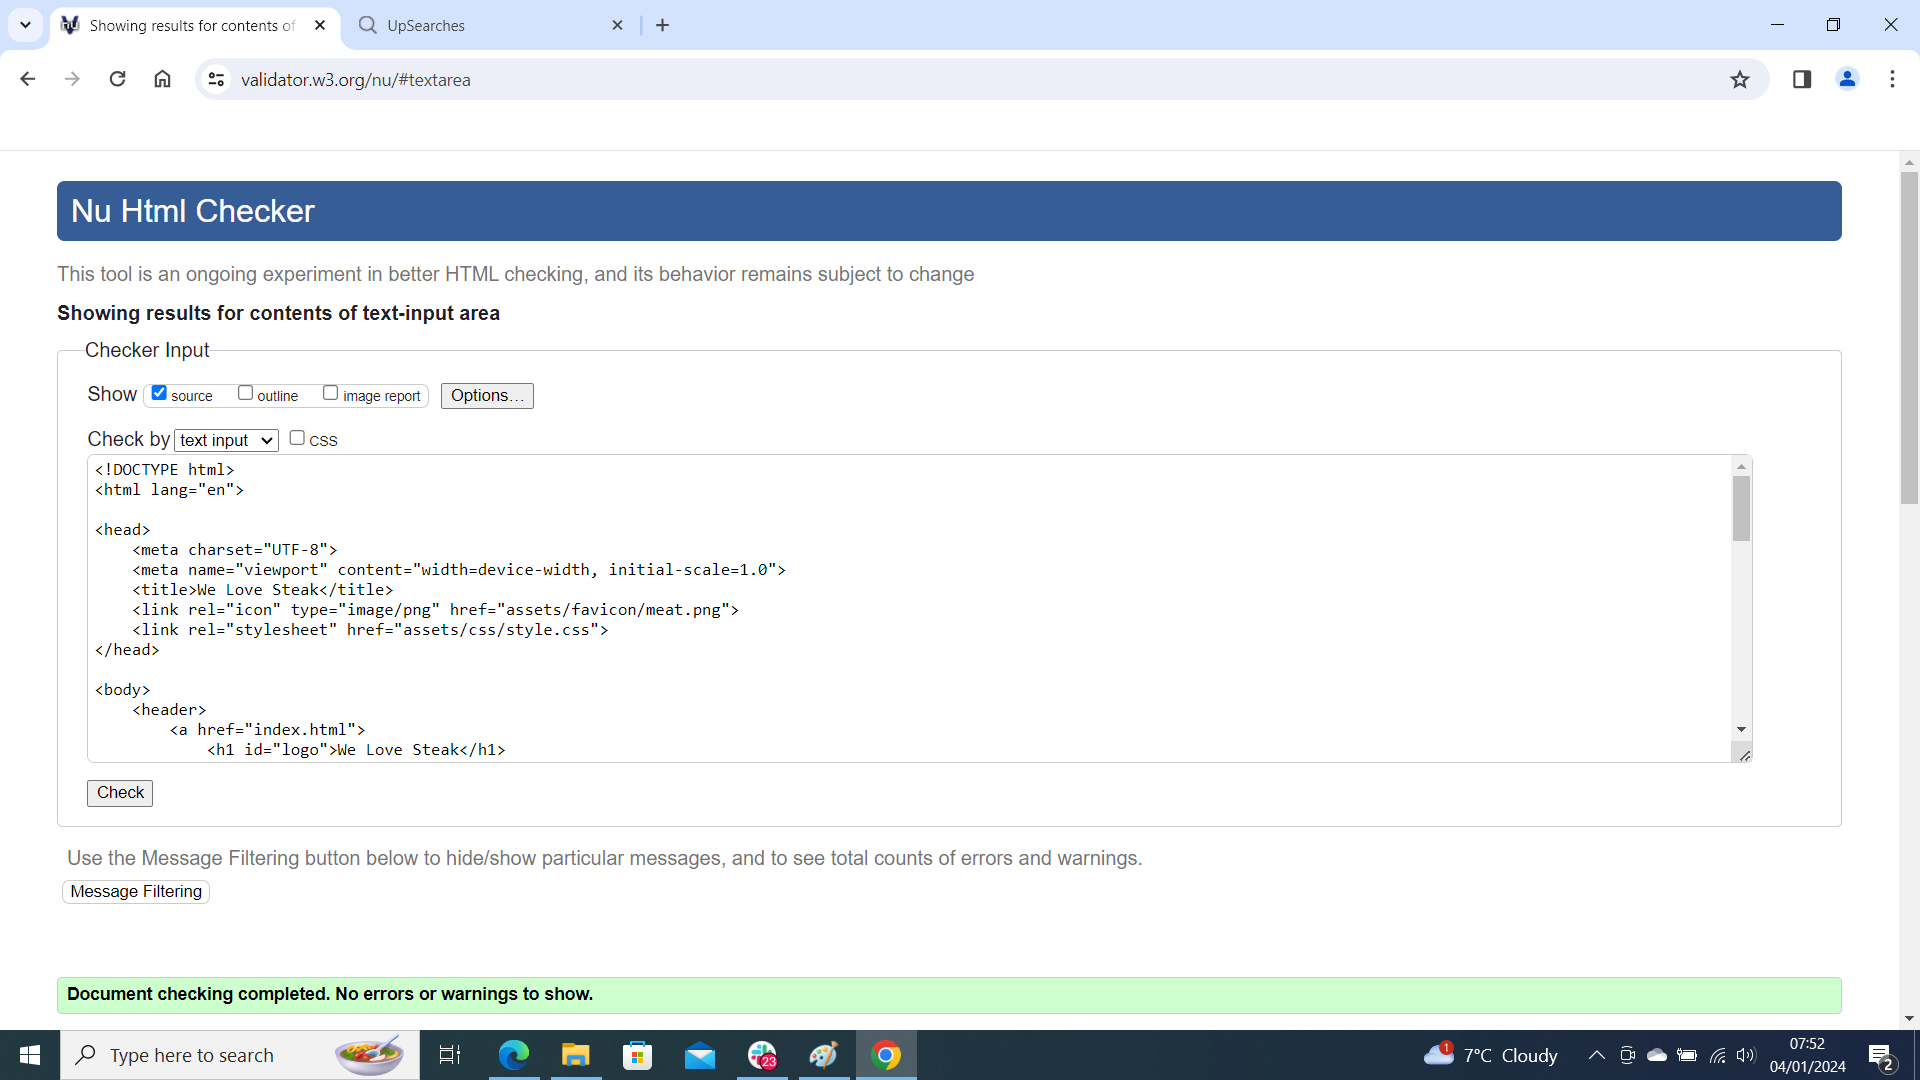 Showing results for contents of
UpSearches
validator.w3.org/nu/#textarea
Nu Html Checker
This tool is an ongoing experiment in better HTML checking, and its behavior remains subject to change
Showing results for contents of text-input area
Checker Input
Show source outline image report Options...
Check by text input CSS
<!DOCTYPE html>
<html lang="en">
<head>
<meta charset="UTF-8">
<meta name="viewport" content="width=device-width, initial-scale=1.0">
<title>We Love Steak</title>
<link rel="icon" type="image/png" href="assets/favicon/meat.png">
<link rel="stylesheet" href="assets/css/style.css">
</head>
<body>
<header>
<a href="index.html">
<h1 id="logo">We Love Steak</h1>
Check
Use the Message Filtering button below to hide/show particular messages, and to see total counts of errors and warnings.
Message Filtering
Document checking completed. No errors or warnings to show.
Type here to search
23
1
7°C Cloudy
07:52
04/01/2024
2